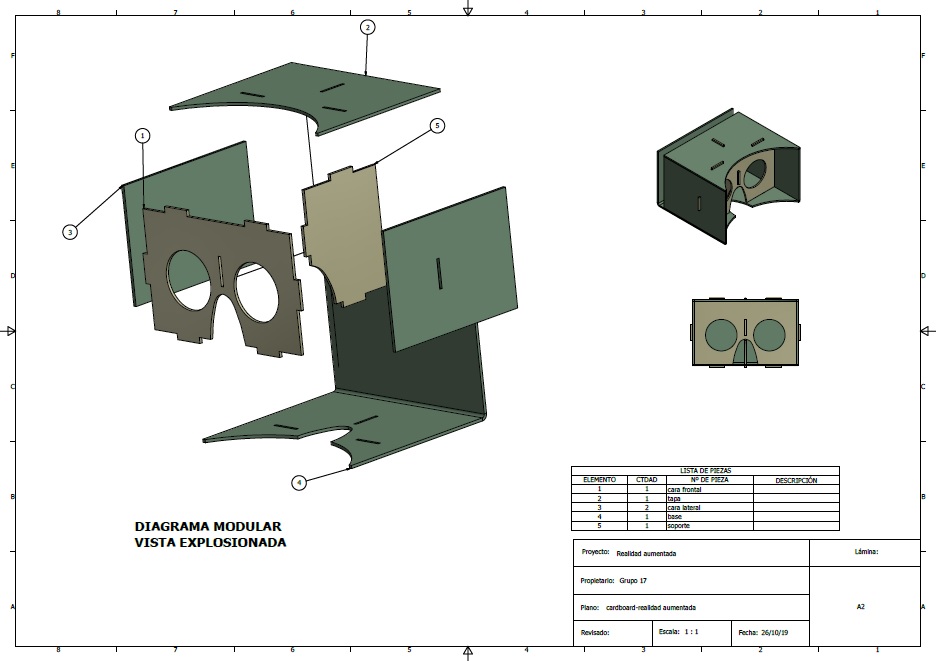 8 7 6 5 4 3 2 1
F F
2
1
5
E E
3
D D
C C
4
B B
DIAGRAMA MODULAR
VISTA EXPLOSIONADA
LISTA DE PIEZAS
ELEMENTO CTDAD Nº DE PIEZA DESCRIPCIÓN
1 1 cara frontal
2 1 tapa
3 2 cara lateral
4 1 base
5 1 soporte
Proyecto: Realidad aumentada Lámina:
Propietario: Grupo 17
Plano: cardboard-realidad aumentada A2
A A
Revisado: Escala: 1 : 1 Fecha: 26/10/19
8 7 6 5 4 3 2 1